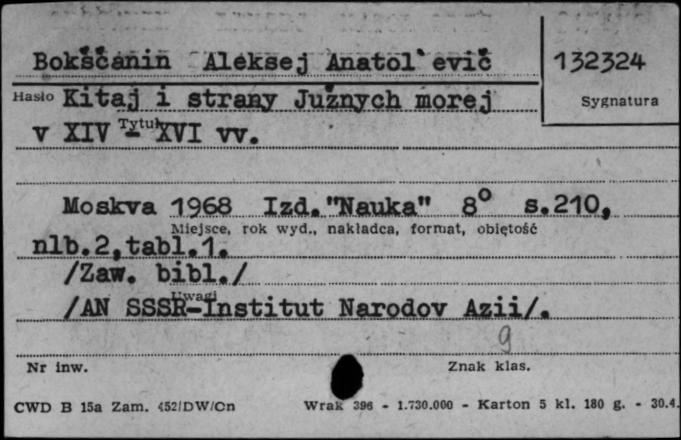 Bokščanin Aleksej Anatol'evič
132324
Hasło Kitaj i strany Južnych morej
Sygnatura
Tytuł
v XIV - XVI vv.
Moskva 1968 Izd."Nauka" 8° s.210,
Miejsce, rok wyd., nakładca, format, objętość
nlb.2,tabl.1.
/Zaw. bibl./
Uwagi
/AN SSSR-Institut Narodov Azii/.
9
Nr inw.
Znak klas.
CWD B 15a Zam. 452/DW/Cn Wrak 396 - 1.730.000 - Karton 5 kl. 180 g. - 30.4.